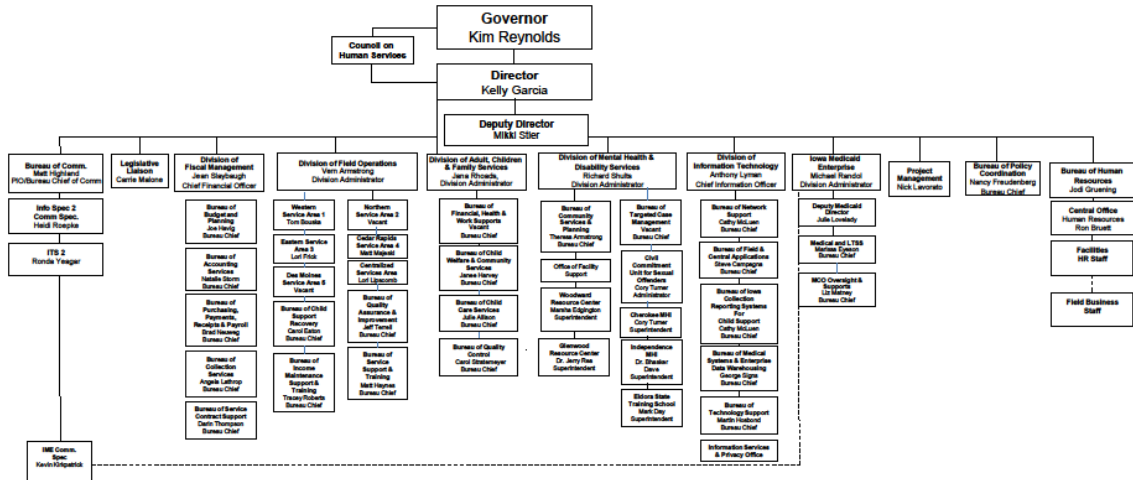 Governor
Kim Reynolds
Council on
Human Services
Director
Kelly Garcia
Deputy Director
Mikki Stier
Bureau of Comm.
Matt Highland
PIO/Bureau Chief of Comm
Info Spec 2
Comm Spec.
Heidi Roepke
ITS 2
Ronda Yeager
IME Comm.
Spec
Kevin Kirkpatrick
Legislative
Liaison
Carrie Malone
Division of
Fiscal Management
Jean Slaybaugh
Chief Financial Officer
Bureau of
Budget and
Planning
Joe Havig
Bureau Chief
Bureau of
Accounting
Services
Natalie Storm
Bureau Chief
Bureau of
Purchasing,
Payments,
Receipts & Payroll
Brad Neuweg
Bureau Chief
Bureau of
Collection
Services
Angela Lathrop
Bureau Chief
Bureau of Service
Contract Support
Darin Thompson
Bureau Chief
Division of Field Operations
Vern Armstrong
Division Administrator
Western
Service Area 1
Tom Bouska
Eastern Service
Area 3
Lori Frick
Des Moines
Service Area 5
Vacant
Bureau of Child
Support
Recovery
Carol Eaton
Bureau Chief
Bureau of
Income
Maintenance
Support &
Training
Tracey Roberts
Bureau Chief
Northern
Service Area 2
Vacant
Cedar Rapids
Service Area 4
Matt Majeski
Centralized
Services Area
Lori Lipscomb
Bureau of
Quality
Assurance &
Improvement
Jeff Terrell
Bureau Chief
Bureau of
Service
Support &
Training
Matt Haynes
Bureau Chief
Division of Adult, Children
& Family Services
Jana Rhoads,
Division Administrator
Bureau of
Financial, Health &
Work Supports
Vacant
Bureau Chief
Bureau of Child
Welfare & Community
Services
Janee Harvey
Bureau Chief
Bureau of Child
Care Services
Julie Allison
Bureau Chief
Bureau of Quality
Control
Carol Stratemeyer
Bureau Chief
Division of Mental Health &
Disability Services
Richard Shults
Division Administrator
Bureau of
Community
Services &
Planning
Theresa Armstrong
Bureau Chief
Office of Facility
Support
Woodward
Resource Center
Marsha Edgington
Superintendent
Glenwood
Resource Center
Dr. Jerry Rea
Superintendent
Bureau of
Targeted Case
Management
Vacant
Bureau Chief
Civil
Commitment
Unit for Sexual
Offenders
Cory Turner
Administrator
Cherokee MHI
Cory Turner
Superintendent
Independence
MHI
Dr. Bhasker
Dave
Superintendent
Eldora State
Training School
Mark Day
Superintendent
Division of
Information Technology
Anthony Lyman
Chief Information Officer
Bureau of Network
Support
Cathy McLuen
Bureau Chief
Bureau of Field &
Central Applications
Steve Campagna
Bureau Chief
Bureau of Iowa
Collection
Reporting Systems
For
Child Support
Cathy McLuen
Bureau Chief
Bureau of Medical
Systems & Enterprise
Data Warehousing
George Signs
Bureau Chief
Bureau of
Technology Support
Martin Hosbond
Bureau Chief
Information Services
& Privacy Office
Iowa Medicaid
Enterprise
Michael Randol
Division Administrator
Deputy Medicaid
Director
Julie Lovelady
Medical and LTSS
Marissa Eyeson
Bureau Chief
MCO Oversight &
Supports
Liz Matney
Bureau Chief
Project
Management
Nick Lavorato
Bureau of Policy
Coordination
Nancy Freudenberg
Bureau Chief
Bureau of Human
Resources
Jodi Gruening
Central Office
Human Resources
Ron Bruett
Facilities
HR Staff
Field Business
Staff